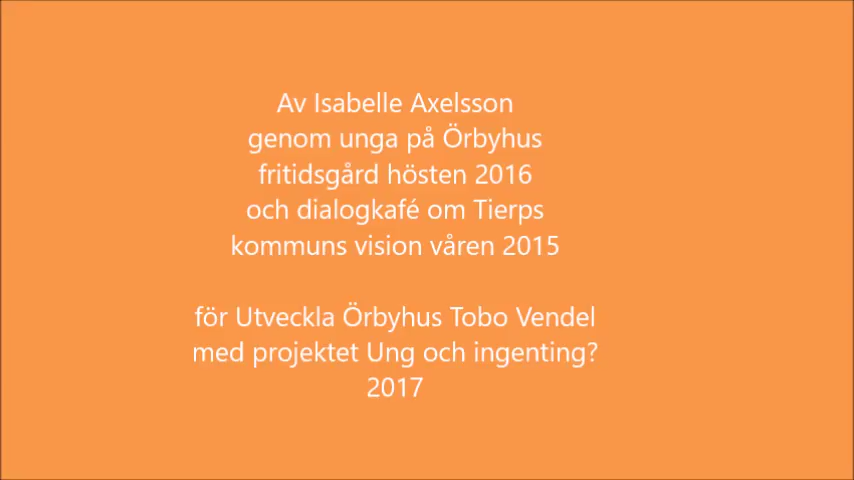 Av Isabelle Axelsson
genom unga på Örbyhus
fritidsgård hösten 2016
och dialogkafé om Tierps
kommuns vision våren 2015
för Utveckla Örbyhus Tobo Vendel
med projektet Ung och ingenting?
2017